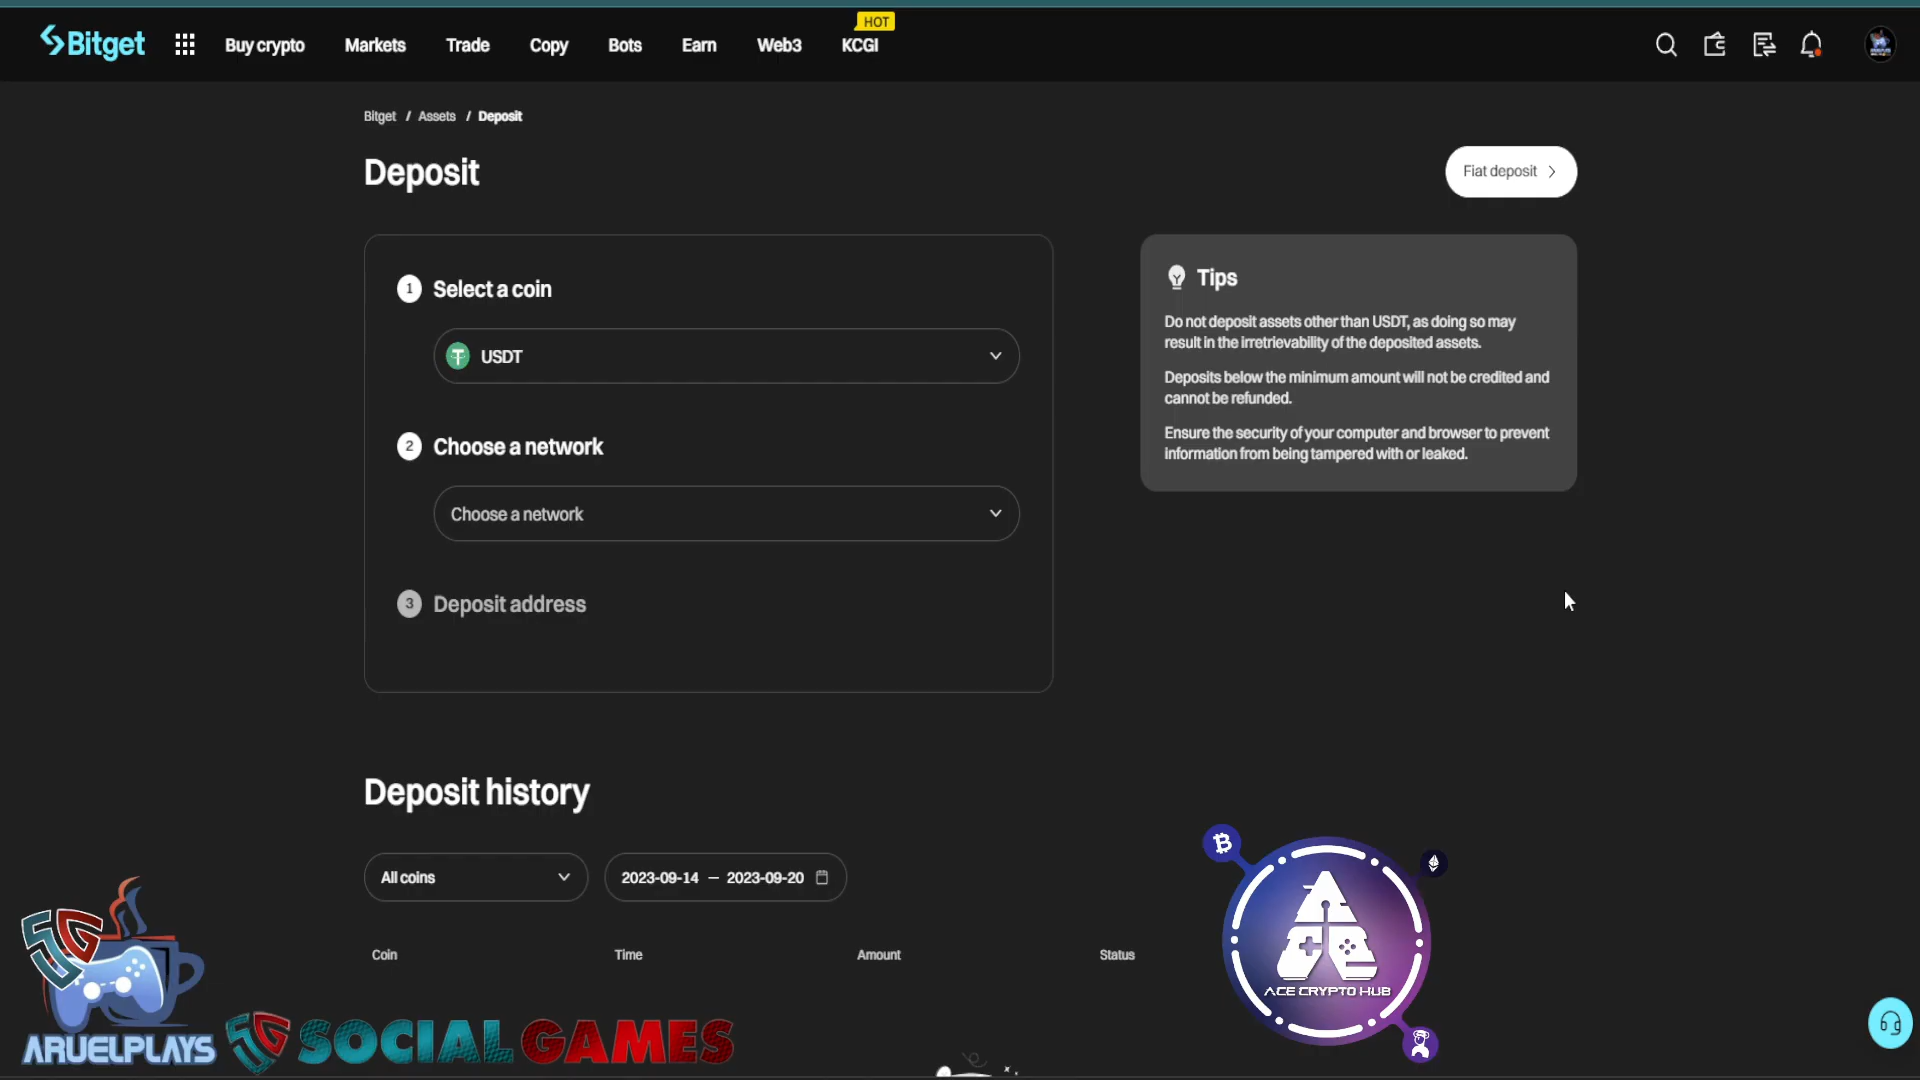 HOT
Bitget
Buy crypto
Markets
Trade
Copy
Bots
Earn
Web3
KCGI
Bitget / Assets / Deposit
Deposit
Fiat deposit
1 Select a coin
USDT
2 Choose a network
Choose a network
3 Deposit address
Tips
Do not deposit assets other than USDT, as doing so may
result in the irretrievability of the deposited assets.
Deposits below the minimum amount will not be credited and
cannot be refunded.
Ensure the security of your computer and browser to prevent
information from being tampered with or leaked.
Deposit history
All coins
2023-09-14 – 2023-09-20
Coin
Time
Amount
Status
ACE CRYPTO HUB
SG
ARUELPLAYS
SG SOCIALGAMES